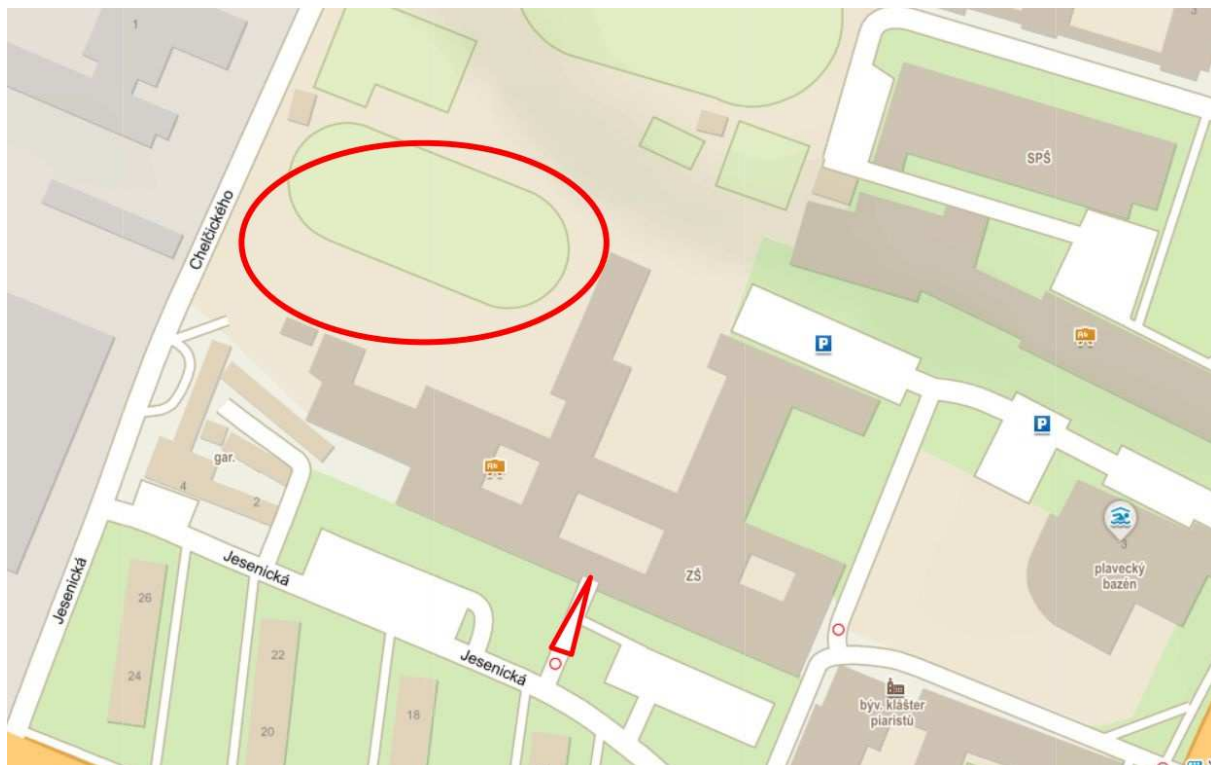 1
3
SPŠ
Chelčického
P
P
gar.
4
2
3
plavecký
bazén
ZŠ
Jesenická
Jesenická
Jesenická
26
24
22
20
18
býv. klášter
piaristů